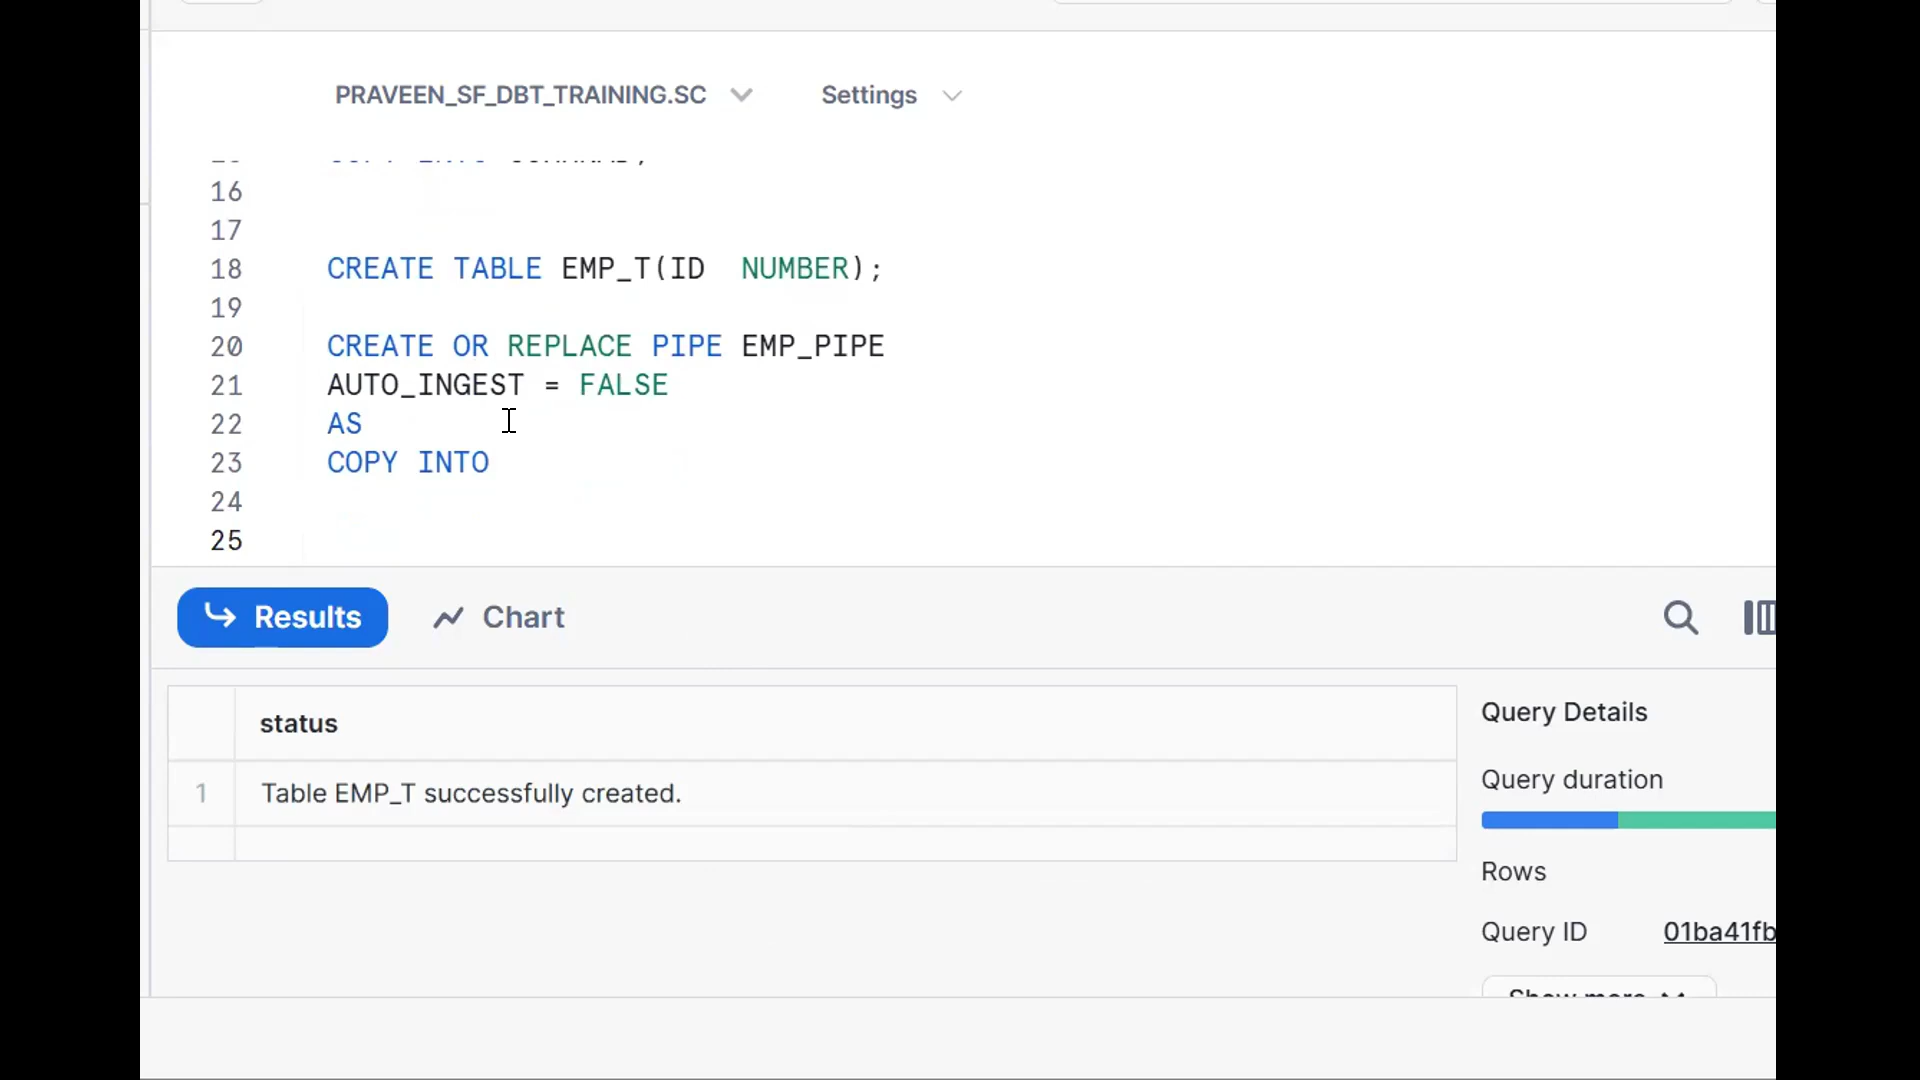 PRAVEEN_SF_DBT_TRAINING.SC Settings
16
17
18 CREATE TABLE EMP_T(ID  NUMBER);
19
20 CREATE OR REPLACE PIPE EMP_PIPE
21 AUTO_INGEST = FALSE
22 AS
23 COPY INTO
24
25
Results Chart
status
1 Table EMP_T successfully created.
Query Details
Query duration
Rows
Query ID 01ba41fb
Show more